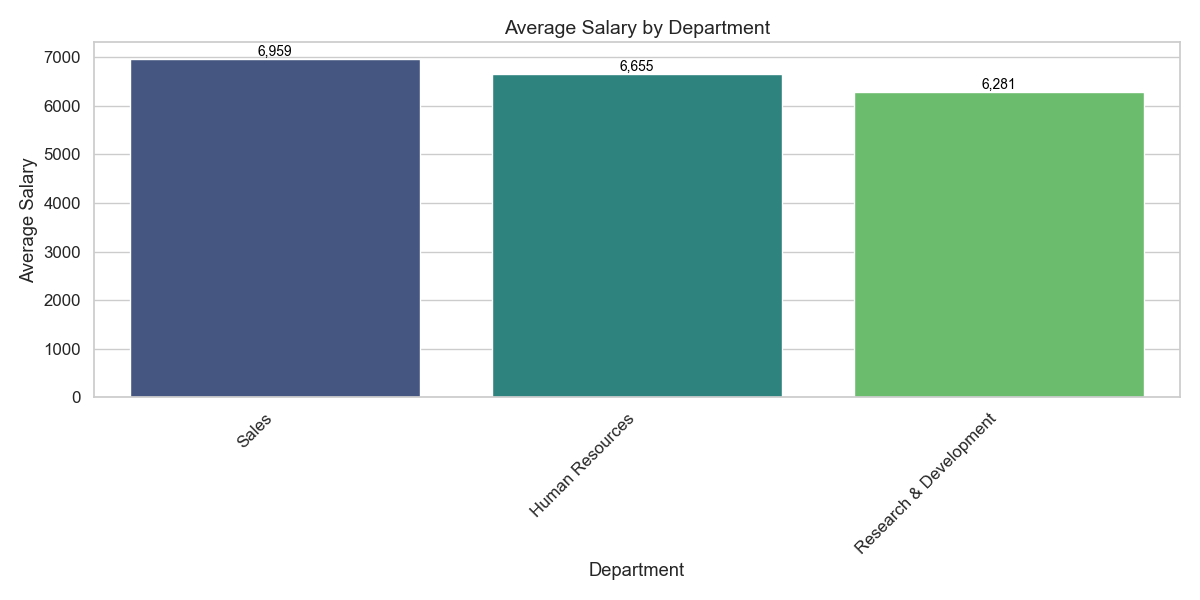 Average Salary by Department
Average Salary
7000
6000
5000
4000
3000
2000
1000
0
6,959
6,655
6,281
Sales
Human Resources
Research & Development
Department